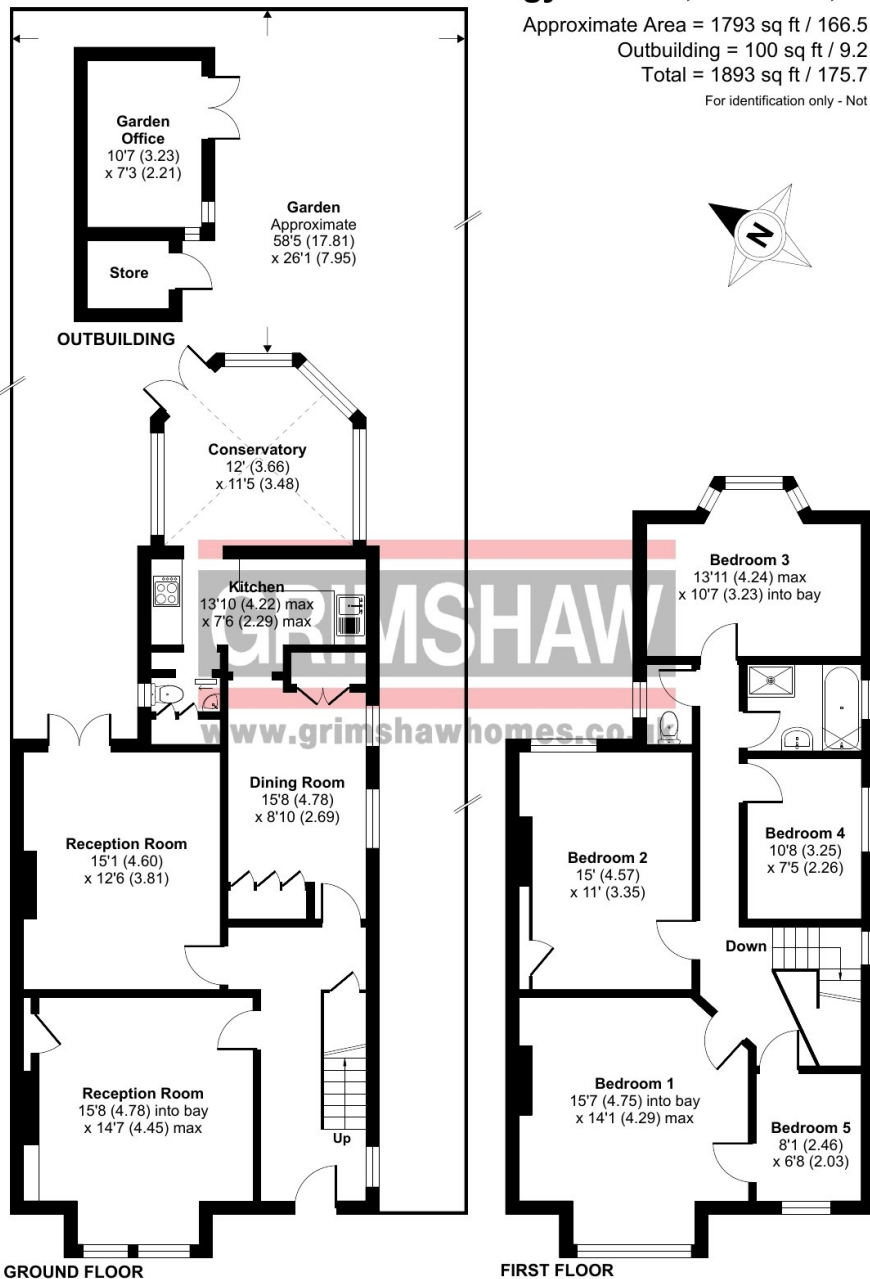 Approximate Area = 1793 sq ft / 166.5
Outbuilding = 100 sq ft / 9.2
Total = 1893 sq ft / 175.7
For identification only - Not
N
Garden
Office
10'7 (3.23)
x 7'3 (2.21)
Garden
Approximate
58'5 (17.81)
x 26'1 (7.95)
Store
OUTBUILDING
Conservatory
12' (3.66)
x 11'5 (3.48)
Kitchen
13'10 (4.22) max
x 7'6 (2.29) max
GRIMSHAW
www.grimshawhomes.co.uk
Dining Room
15'8 (4.78)
x 8'10 (2.69)
Reception Room
15'1 (4.60)
x 12'6 (3.81)
Reception Room
15'8 (4.78) into bay
x 14'7 (4.45) max
Up
GROUND FLOOR
Bedroom 3
13'11 (4.24) max
x 10'7 (3.23) into bay
Bedroom 4
10'8 (3.25)
x 7'5 (2.26)
Bedroom 2
15' (4.57)
x 11' (3.35)
Down
Bedroom 1
15'7 (4.75) into bay
x 14'1 (4.29) max
Bedroom 5
8'1 (2.46)
x 6'8 (2.03)
FIRST FLOOR